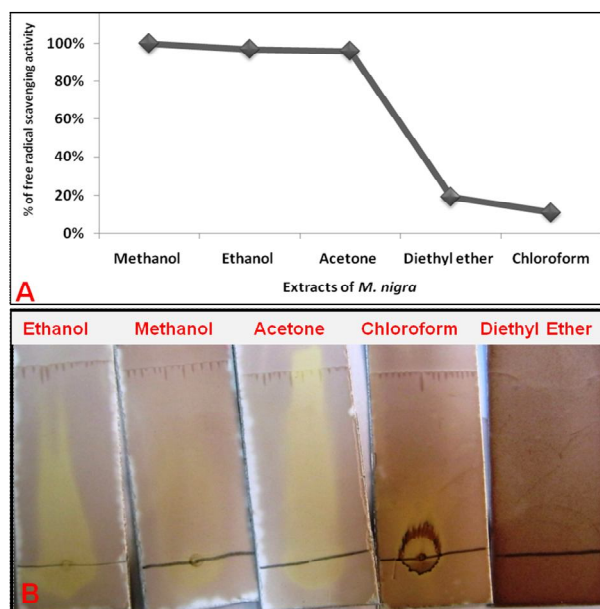 100%
80%
60%
40%
20%
0%
% of free radical scavenging activity
Methanol Ethanol Acetone Diethyl ether Chloroform
Extracts of M. nigra
A
Ethanol Methanol Acetone Chloroform Diethyl Ether
B